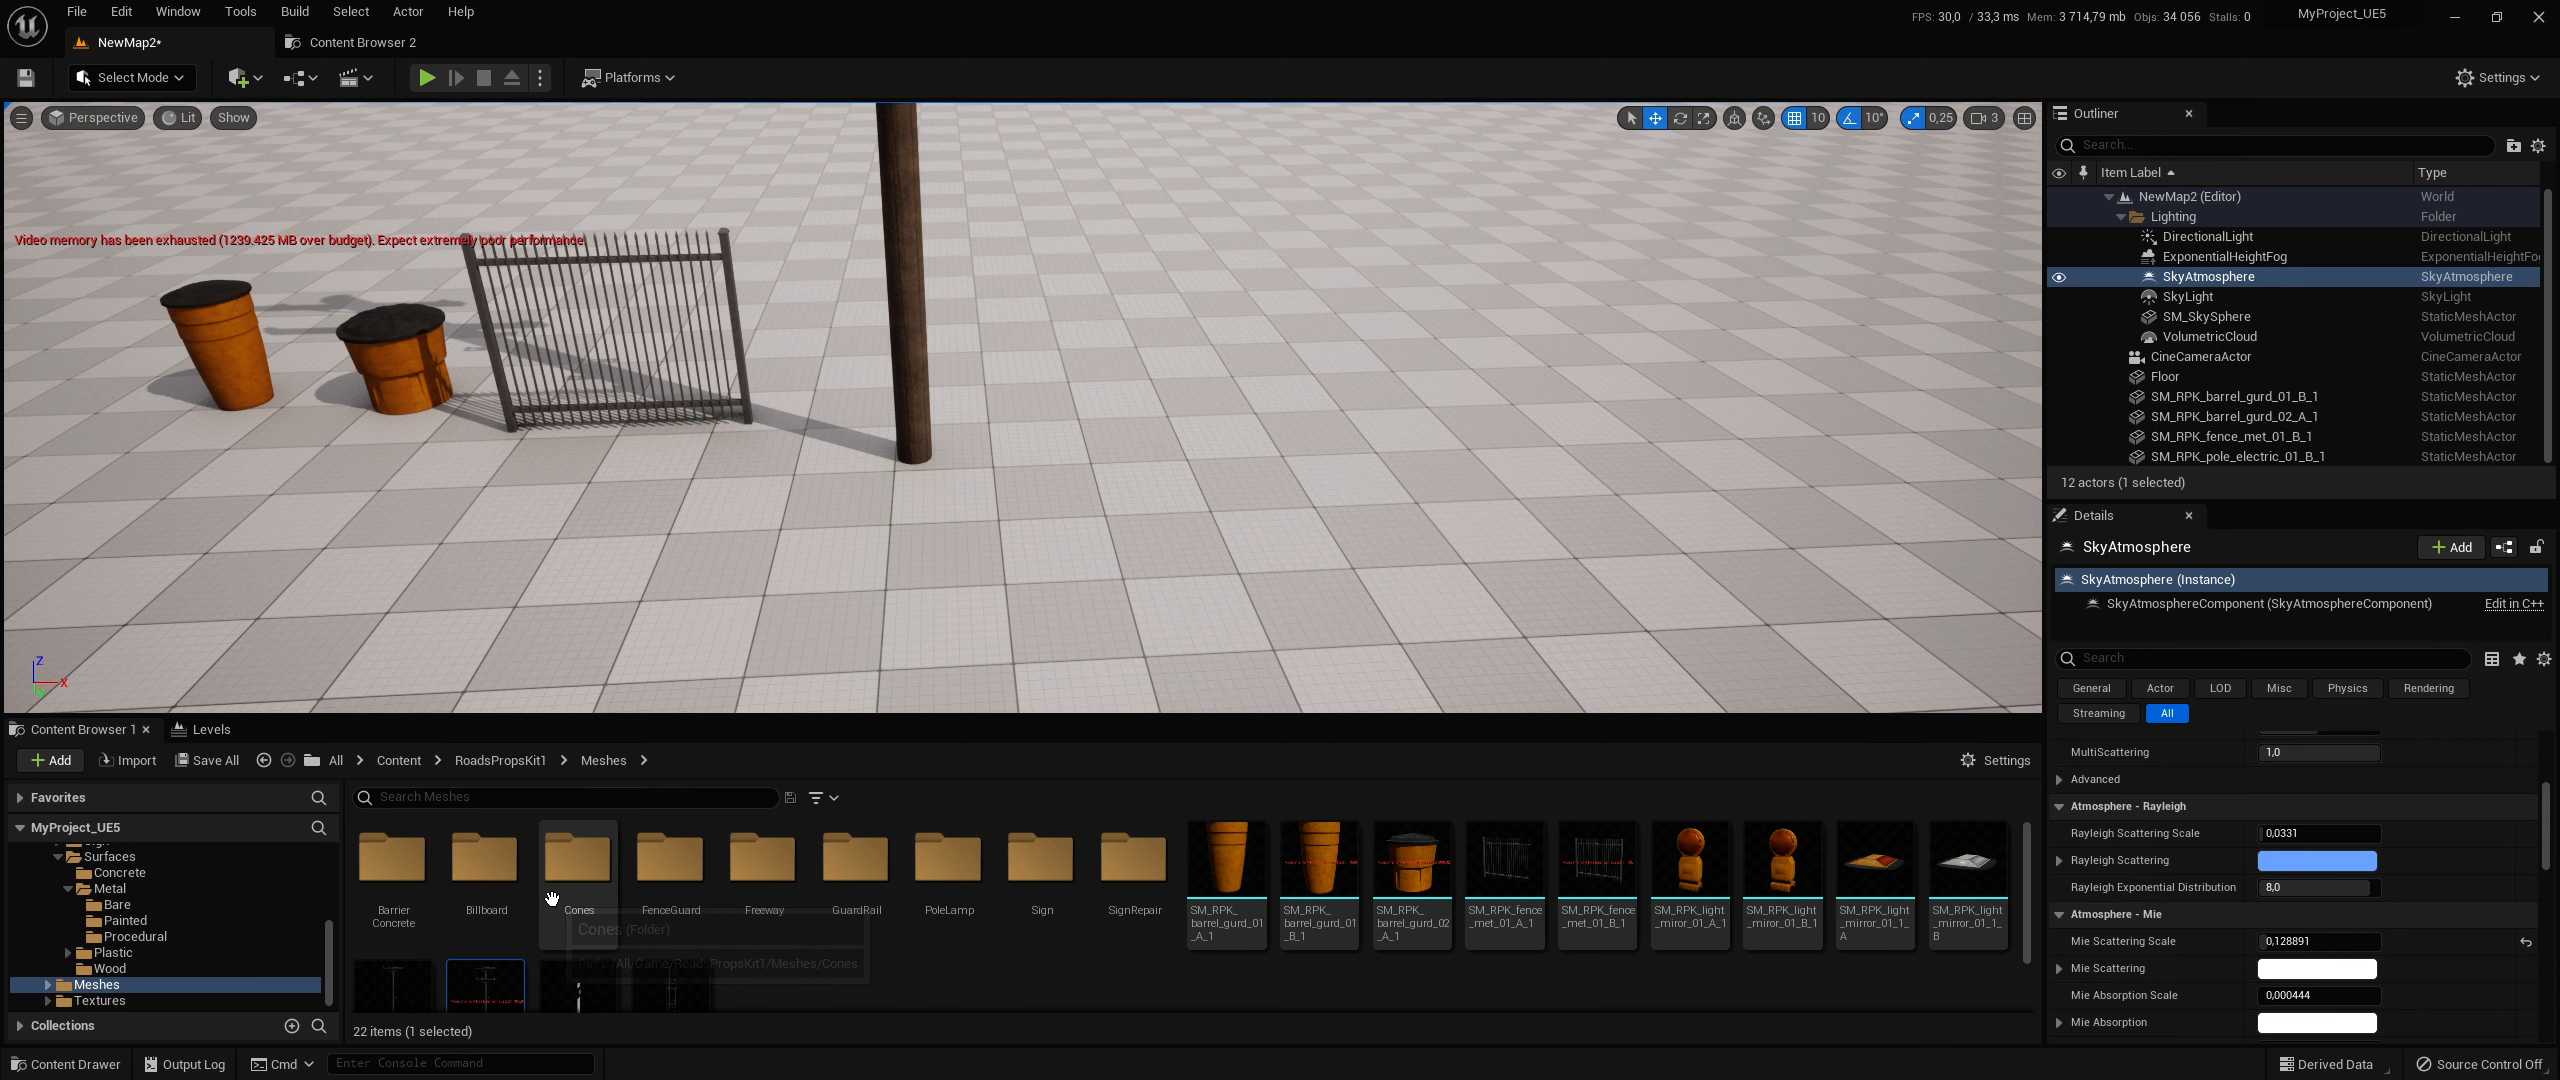 File Edit Window Tools Build Select Actor Help
FPS: 30,0 / 33,3 ms Mem: 3 714,79 mb Objs: 34 056 Stalls: 0
MyProject_UE5
NewMap2*
Content Browser 2
Select Mode
Platforms
Settings
Perspective
Lit
Show
10
10°
0,25
3
Video memory has been exhausted (1239.425 MB over budget). Expect extremely poor performance.
Z
X
Y
Outliner
Search...
Item Label
Type
NewMap2 (Editor) World
Lighting Folder
DirectionalLight DirectionalLight
ExponentialHeightFog ExponentialHeightFo
SkyAtmosphere SkyAtmosphere
SkyLight SkyLight
SM_SkySphere StaticMeshActor
VolumetricCloud VolumetricCloud
CineCameraActor CineCameraActor
Floor StaticMeshActor
SM_RPK_barrel_gurd_01_B_1 StaticMeshActor
SM_RPK_barrel_gurd_02_A_1 StaticMeshActor
SM_RPK_fence_met_01_B_1 StaticMeshActor
SM_RPK_pole_electric_01_B_1 StaticMeshActor
12 actors (1 selected)
Details
SkyAtmosphere
Add
SkyAtmosphere (Instance)
SkyAtmosphereComponent (SkyAtmosphereComponent)
Edit in C++
Search
General Actor LOD Misc Physics Rendering
Streaming All
MultiScattering 1,0
Advanced
Atmosphere - Rayleigh
Rayleigh Scattering Scale 0,0331
Rayleigh Scattering
Rayleigh Exponential Distribution 8,0
Atmosphere - Mie
Mie Scattering Scale 0,128891
Mie Scattering
Mie Absorption Scale 0,000444
Mie Absorption
Content Browser 1
Levels
Add Import Save All
All Content RoadsPropsKit1 Meshes
Settings
Favorites
MyProject_UE5
Surfaces
Concrete
Metal
Bare
Painted
Procedural
Plastic
Wood
Meshes
Textures
Collections
Search Meshes
Barrier
Concrete
Billboard
Cones
FenceGuard
Freeway
GuardRail
PoleLamp
Sign
SignRepair
SM_RPK_
barrel_gurd_01
_A_1
SM_RPK_
barrel_gurd_01
_B_1
SM_RPK_
barrel_gurd_02
_A_1
SM_RPK_fence
_met_01_A_1
SM_RPK_fence
_met_01_B_1
SM_RPK_light
_miror_01_A_1
SM_RPK_light
_miror_01_B_1
SM_RPK_light
_mirror_01_1_
A
SM_RPK_light
_mirror_01_1_
B
Cones (Folder)
/All/Game/RoadsPropsKit1/Meshes/Cones
22 items (1 selected)
Content Drawer
Output Log
Cmd
Enter Console Command
Derived Data
Source Control Off